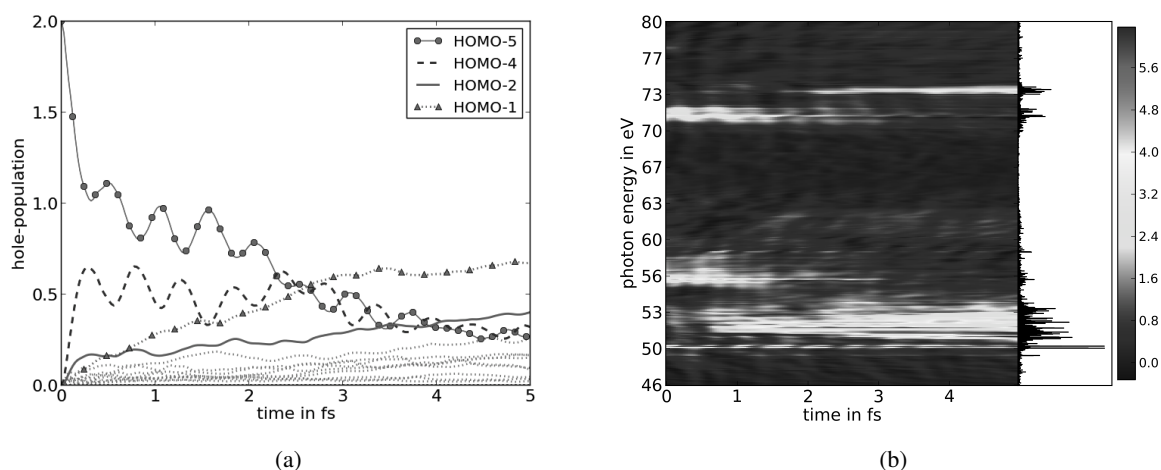 2.0
1.5
1.0
0.5
0.0
hole-population
0 1 2 3 4 5
time in fs
HOMO-5
HOMO-4
HOMO-2
HOMO-1
(a)
80
77
73
70
67
63
60
56
53
50
46
photon energy in eV
0 1 2 3 4
time in fs
5.6
4.8
4.0
3.2
2.4
1.6
0.8
0.0
(b)